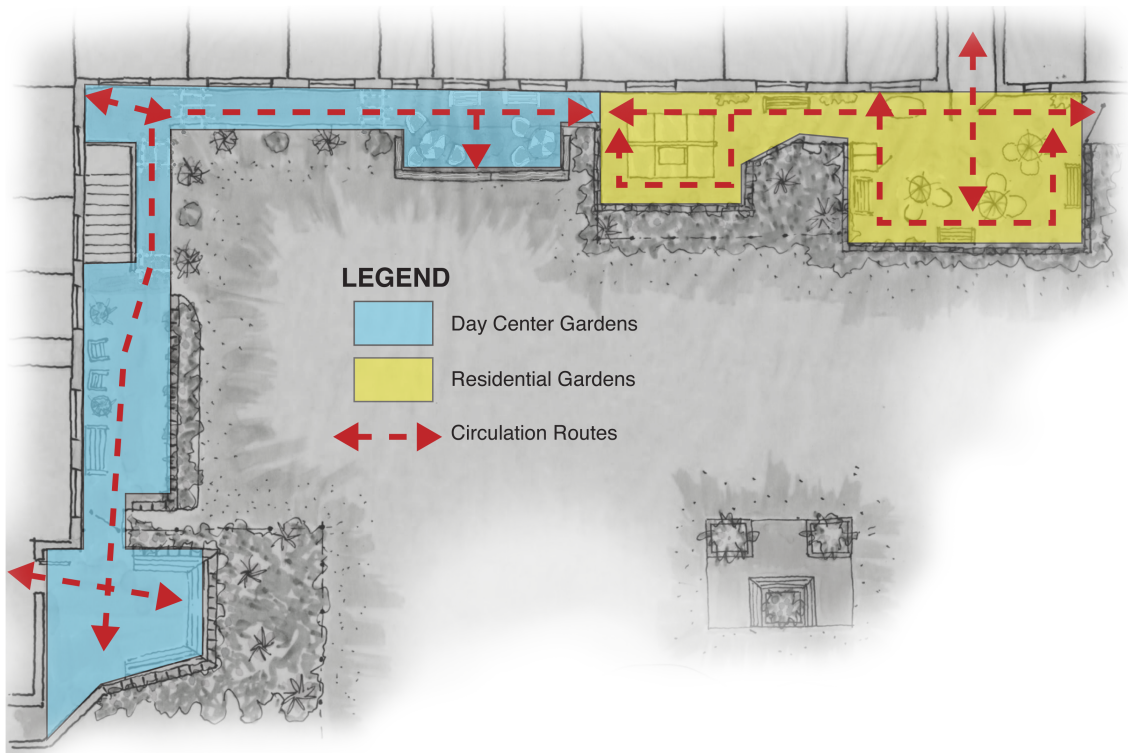 LEGEND
Day Center Gardens
Residential Gardens
Circulation Routes